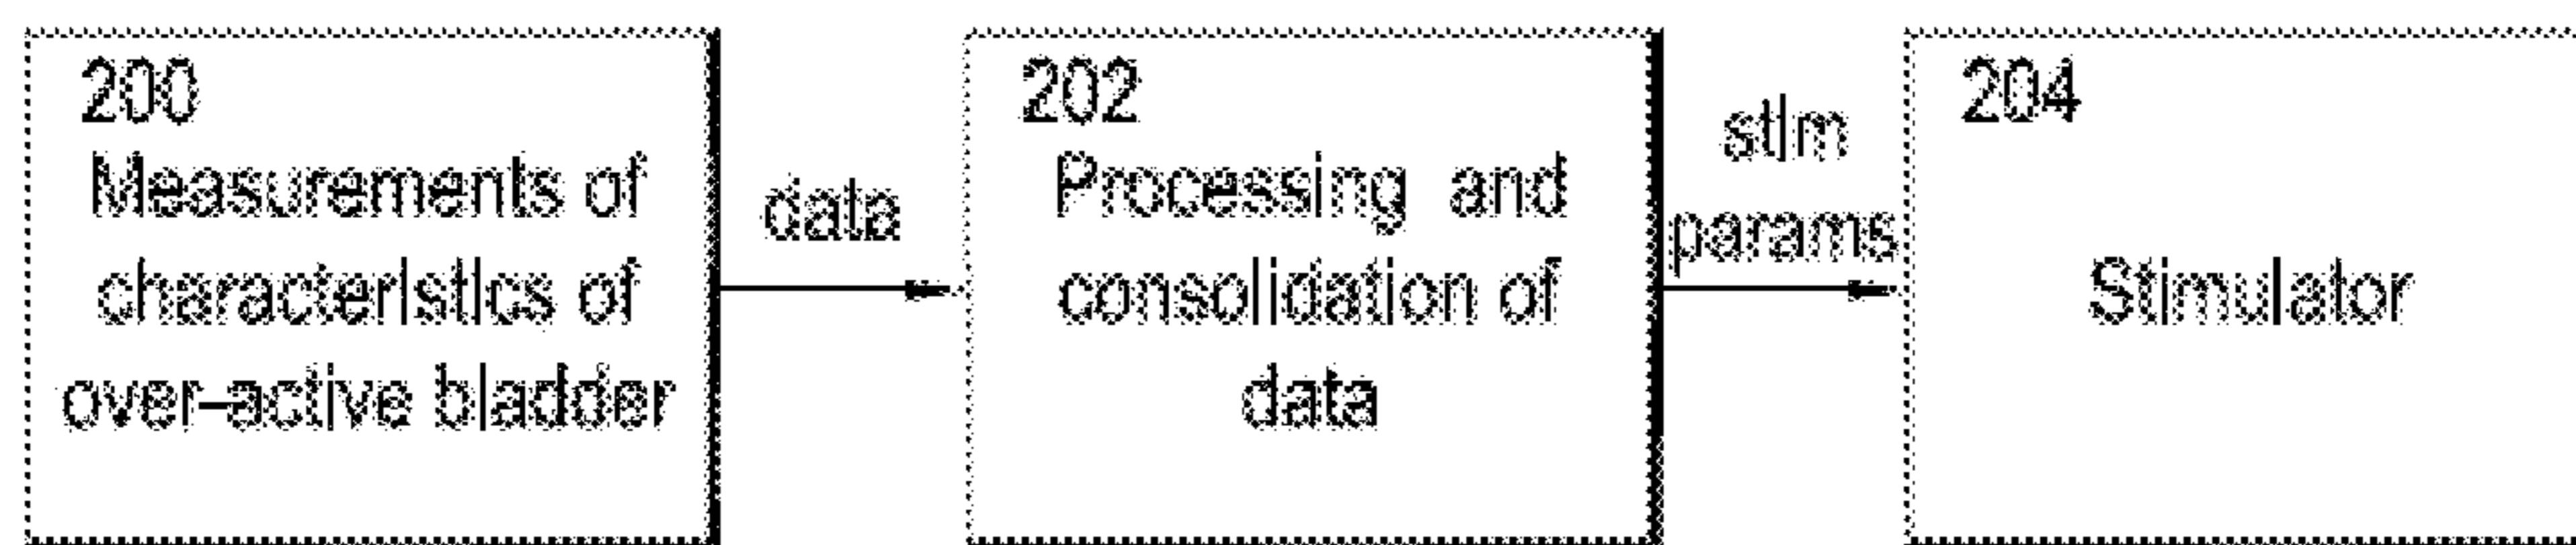 200
Measurements of
characteristics of
over-active bladder
data
202
Processing and
consolidation of
data
stim
params
204
Stimulator